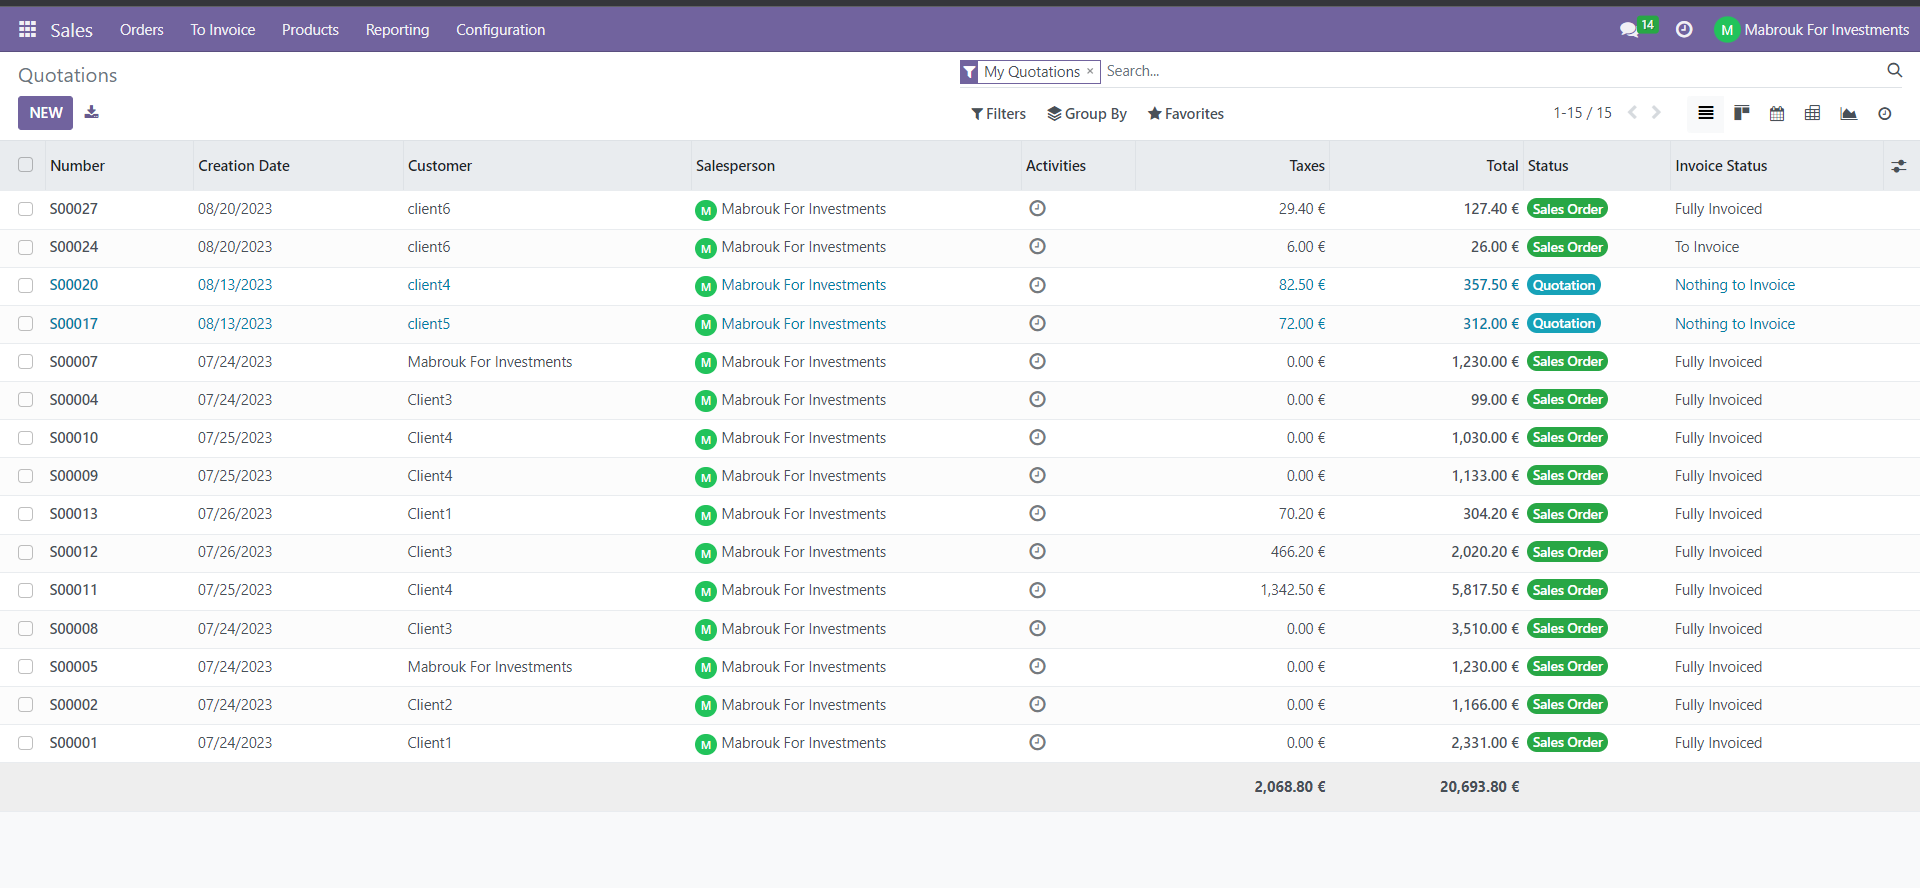 Sales Orders To Invoice Products Reporting Configuration 14 M Mabrouk For Investments
Quotations My Quotations × Search...
NEW Filters Group By Favorites 1-15 / 15
Number Creation Date Customer Salesperson Activities Taxes Total Status Invoice Status
S00027 08/20/2023 client6 M Mabrouk For Investments 29.40 € 127.40 € Sales Order Fully Invoiced
S00024 08/20/2023 client6 M Mabrouk For Investments 6.00 € 26.00 € Sales Order To Invoice
S00020 08/13/2023 client4 M Mabrouk For Investments 82.50 € 357.50 € Quotation Nothing to Invoice
S00017 08/13/2023 client5 M Mabrouk For Investments 72.00 € 312.00 € Quotation Nothing to Invoice
S00007 07/24/2023 Mabrouk For Investments M Mabrouk For Investments 0.00 € 1,230.00 € Sales Order Fully Invoiced
S00004 07/24/2023 Client3 M Mabrouk For Investments 0.00 € 99.00 € Sales Order Fully Invoiced
S00010 07/25/2023 Client4 M Mabrouk For Investments 0.00 € 1,030.00 € Sales Order Fully Invoiced
S00009 07/25/2023 Client4 M Mabrouk For Investments 0.00 € 1,133.00 € Sales Order Fully Invoiced
S00013 07/26/2023 Client1 M Mabrouk For Investments 70.20 € 304.20 € Sales Order Fully Invoiced
S00012 07/26/2023 Client3 M Mabrouk For Investments 466.20 € 2,020.20 € Sales Order Fully Invoiced
S00011 07/25/2023 Client4 M Mabrouk For Investments 1,342.50 € 5,817.50 € Sales Order Fully Invoiced
S00008 07/24/2023 Client3 M Mabrouk For Investments 0.00 € 3,510.00 € Sales Order Fully Invoiced
S00005 07/24/2023 Mabrouk For Investments M Mabrouk For Investments 0.00 € 1,230.00 € Sales Order Fully Invoiced
S00002 07/24/2023 Client2 M Mabrouk For Investments 0.00 € 1,166.00 € Sales Order Fully Invoiced
S00001 07/24/2023 Client1 M Mabrouk For Investments 0.00 € 2,331.00 € Sales Order Fully Invoiced
2,068.80 € 20,693.80 €